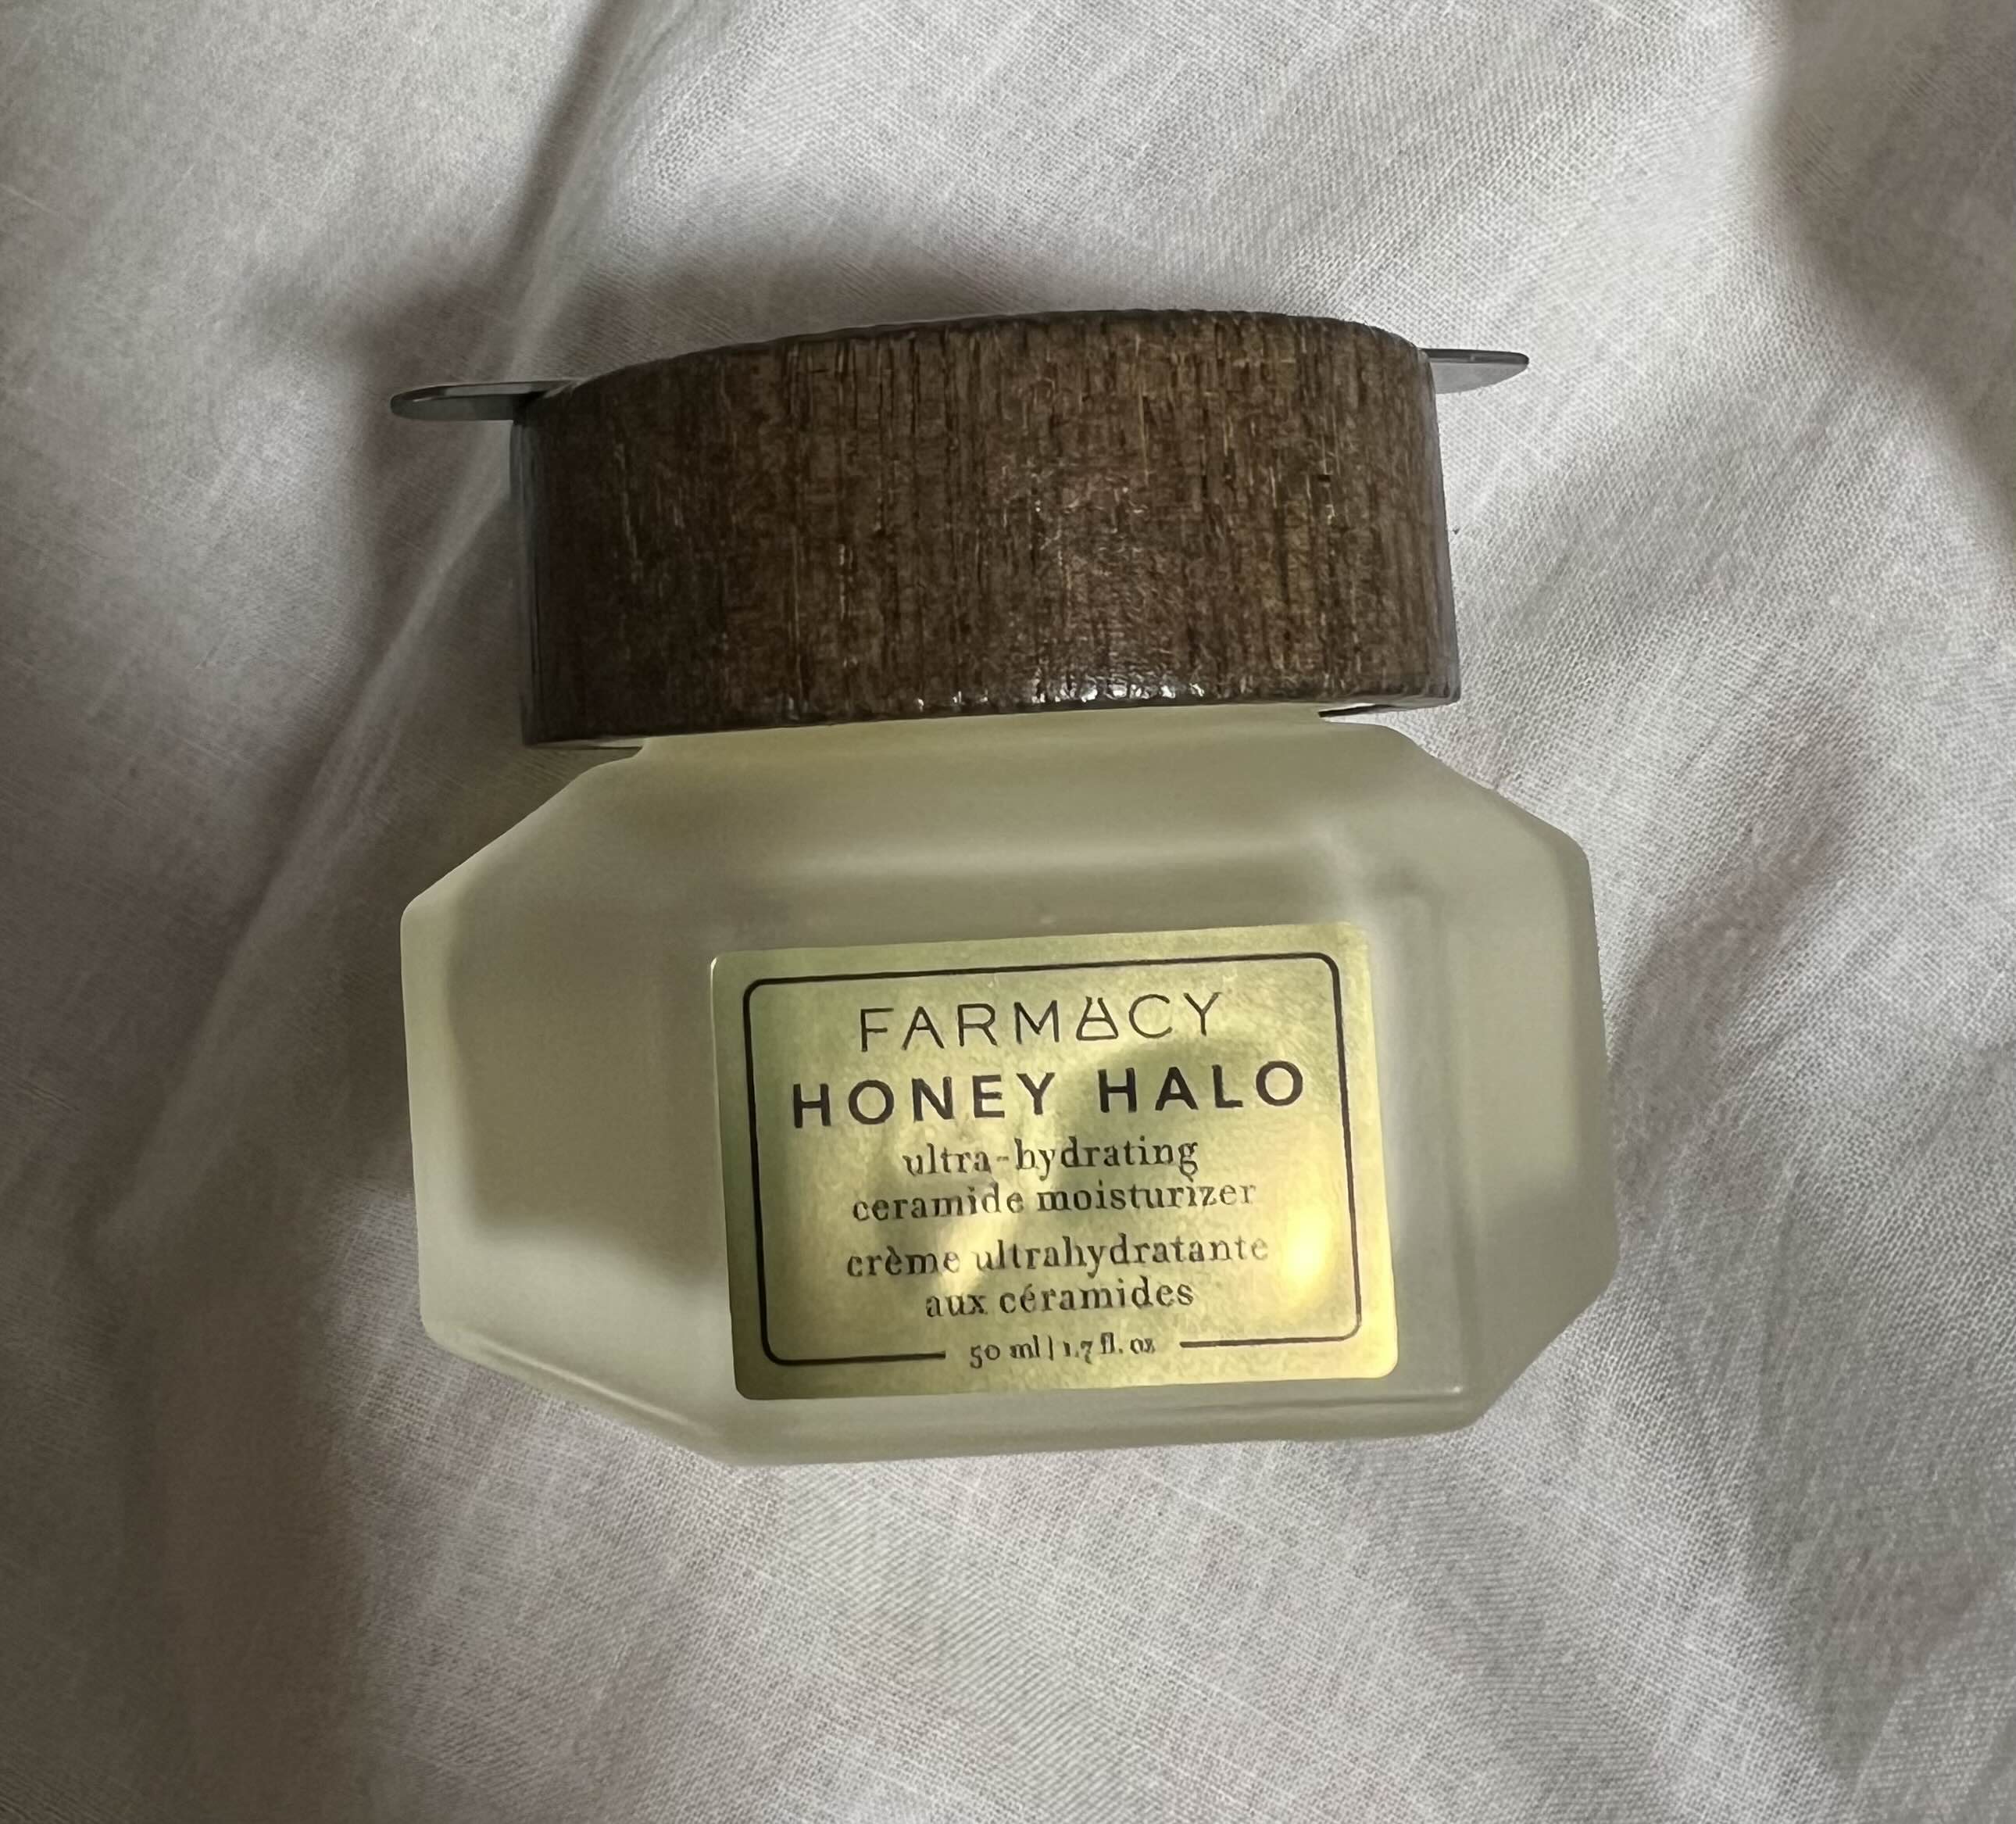 FARMACY
HONEY HALO
ultra-hydrating
ceramide moisturizer
crème ultrahydratante
aux céramides
50 ml | 1.7 fl. oz